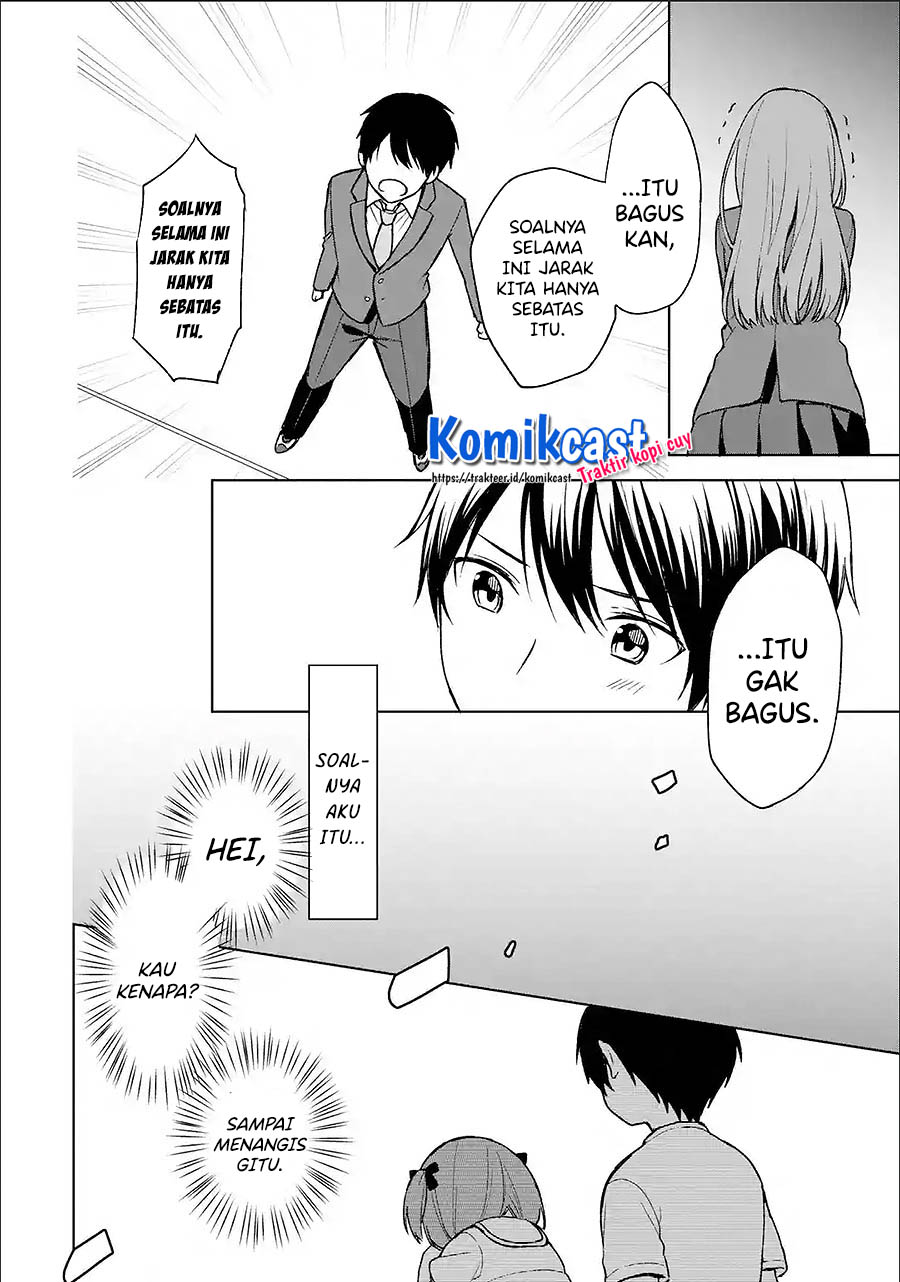 ...ITU
BAGUS
KAN,
SOALNYA
SELAMA
INI JARAK
KITA HANYA
SEBATAS
ITU.
SOALNYA
SELAMA INI
JARAK KITA
HANYA
SEBATAS
ITU.
Komikcast
Traktir kopi cuy
https://trakteer.id/komikcast
...ITU
GAK
BAGUS.
SOAL-
NYA
AKU
ITU...
HEI,
KAU
KENAPA?
SAMPAI
MENANGIS
GITU.